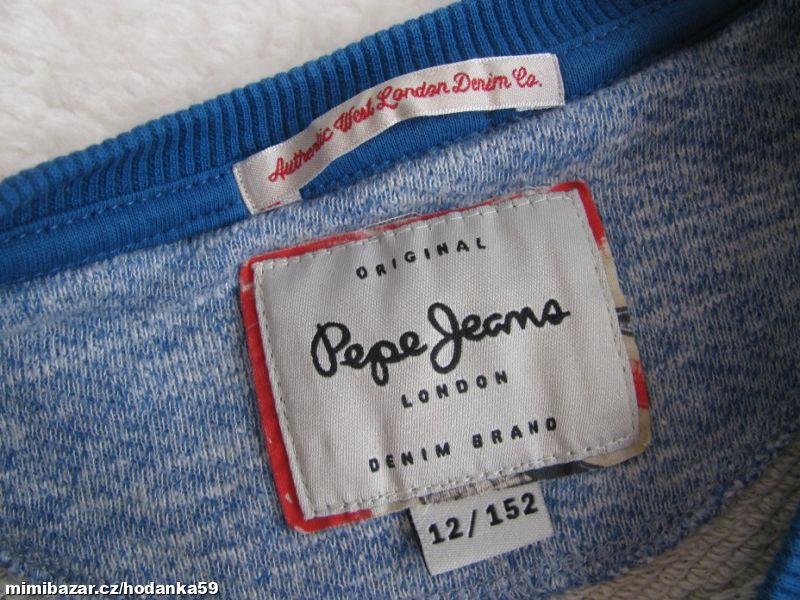 Authentic West London Denim Co.
ORIGINAL
Pepe Jeans
LONDON
DENIM BRAND
12/152
mimibazar.cz/hodanka59